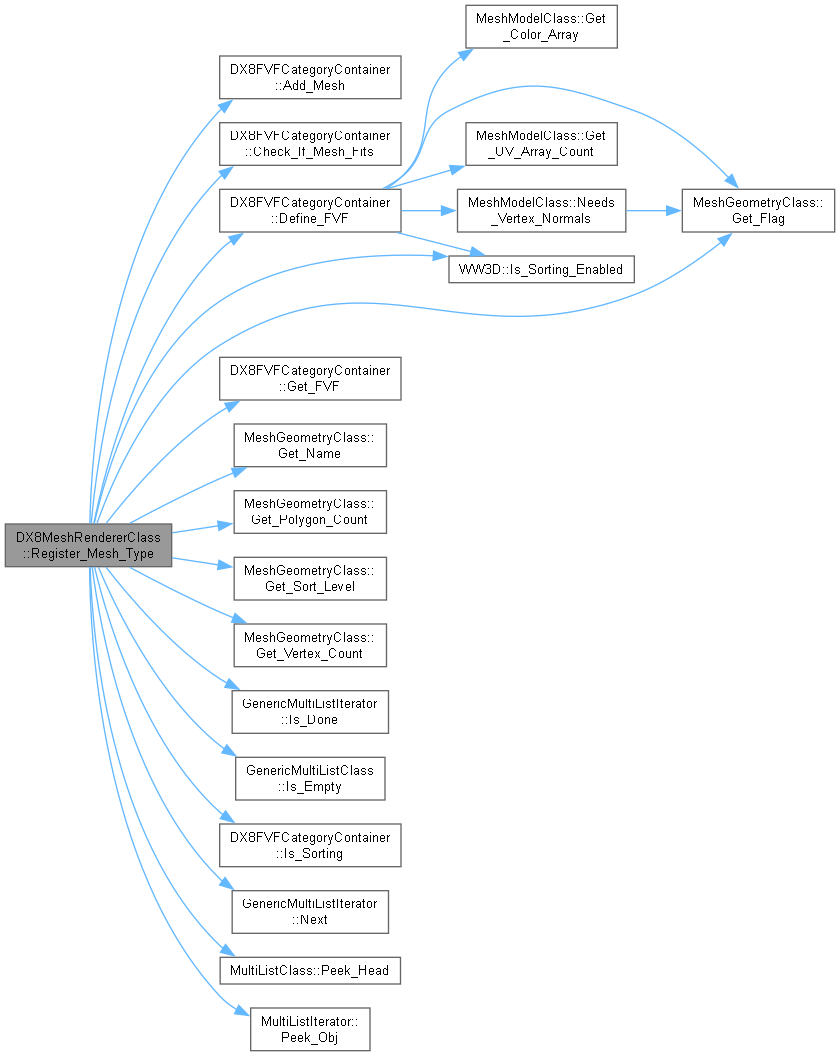 MeshModelClass::Get
_Color_Array
DX8FVFCategoryContainer
::Add_Mesh
DX8FVFCategoryContainer
::Check_If_Mesh_Fits
MeshModelClass::Get
_UV_Array_Count
DX8FVFCategoryContainer
::Define_FVF
MeshModelClass::Needs
_Vertex_Normals
MeshGeometryClass::
Get_Flag
WW3D::Is_Sorting_Enabled
DX8FVFCategoryContainer
::Get_FVF
MeshGeometryClass::
Get_Name
MeshGeometryClass::
Get_Polygon_Count
DX8MeshRendererClass
::Register_Mesh_Type
MeshGeometryClass::
Get_Sort_Level
MeshGeometryClass::
Get_Vertex_Count
GenericMultiListIterator
::Is_Done
GenericMultiListClass
::Is_Empty
DX8FVFCategoryContainer
::Is_Sorting
GenericMultiListIterator
::Next
MultiListClass::Peek_Head
MultiListIterator::
Peek_Obj